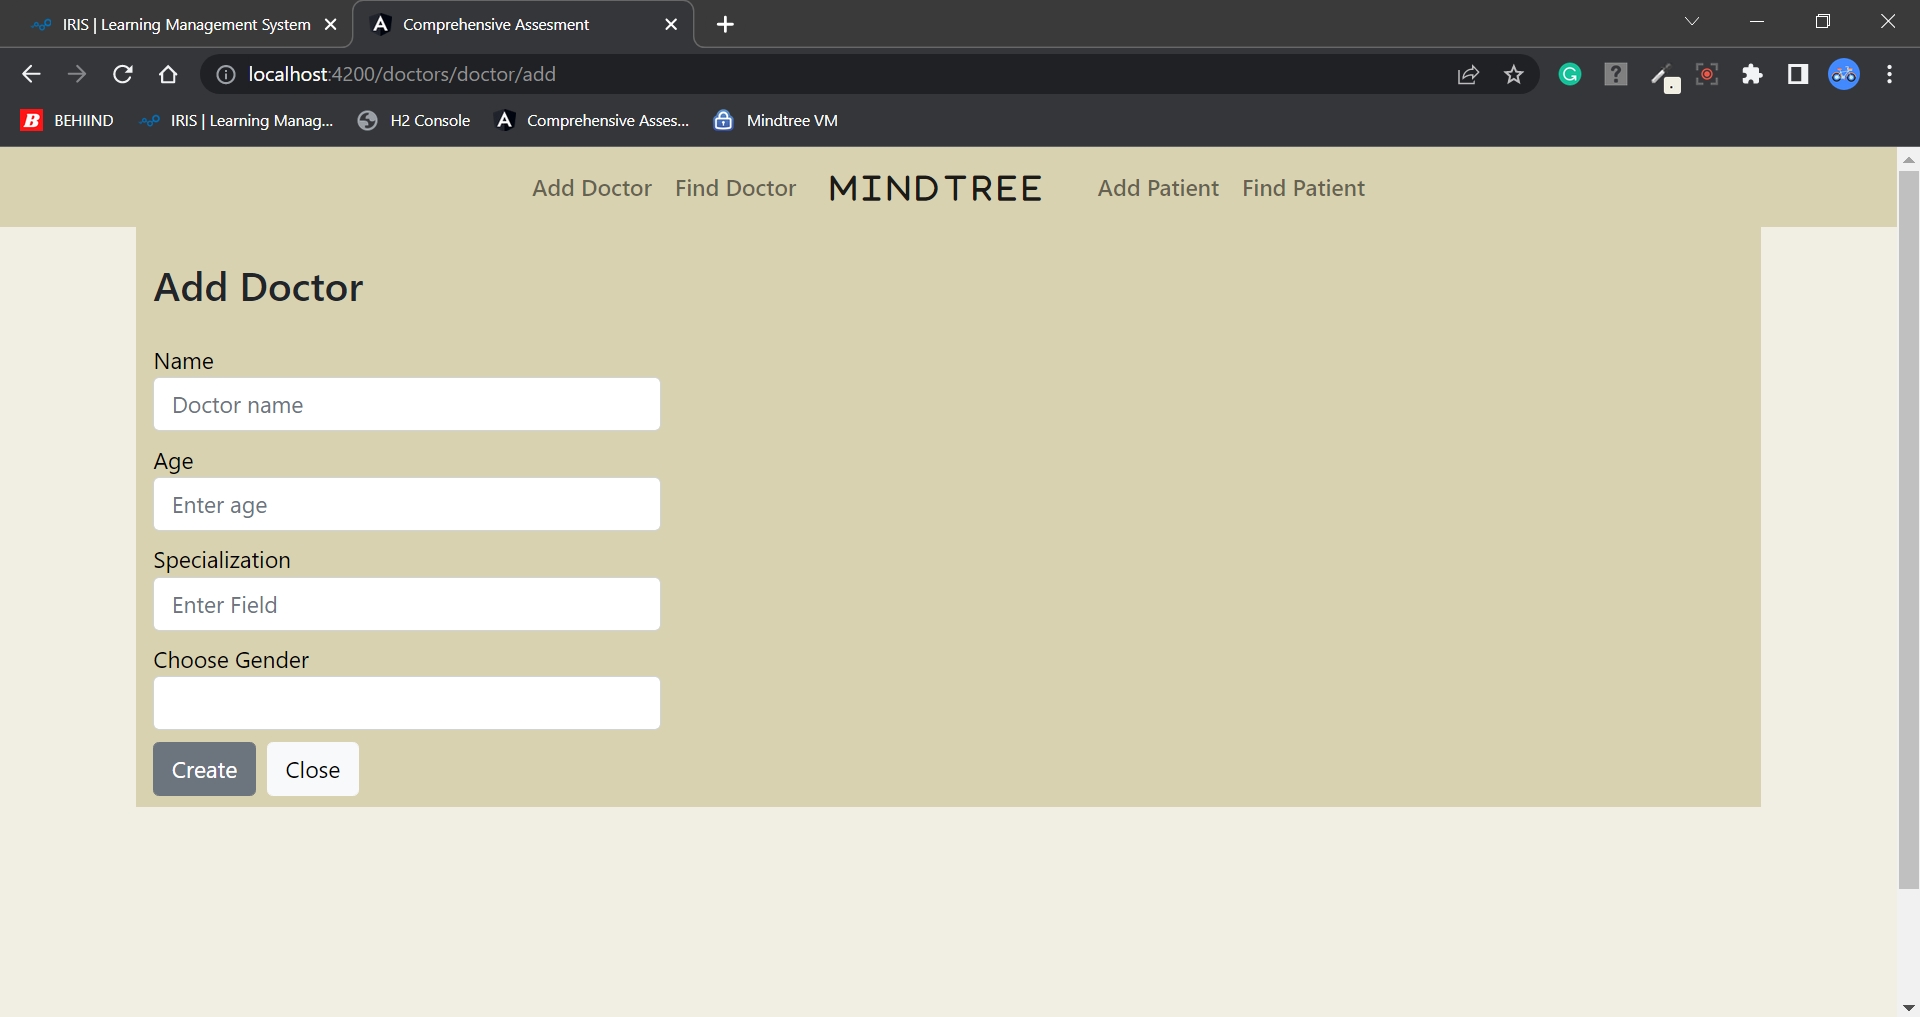 IRIS | Learning Management System
Comprehensive Assesment
localhost:4200/doctors/doctor/add
B BEHIIND
IRIS | Learning Manag...
H2 Console
Comprehensive Asses...
Mindtree VM
Add Doctor Find Doctor MINDTREE Add Patient Find Patient
Add Doctor
Name
Doctor name
Age
Enter age
Specialization
Enter Field
Choose Gender
Create Close